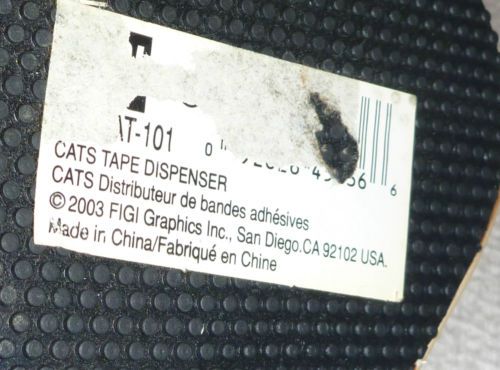 AT-101
CATS TAPE DISPENSER
CATS Distributeur de bandes adhésives
© 2003 FIGI Graphics Inc., San Diego.CA 92102 USA.
Made in China/Fabriqué en Chine